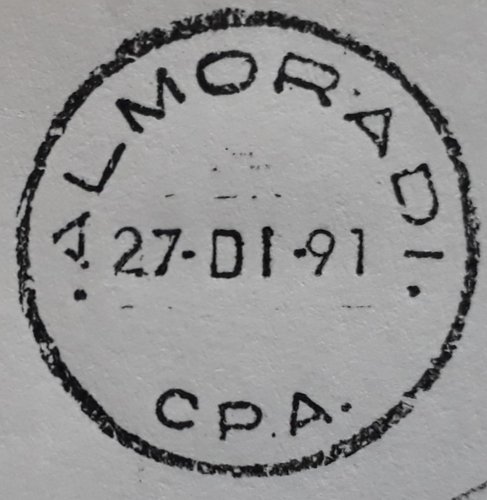 ALMORADI
27-DI-91
C P. A.